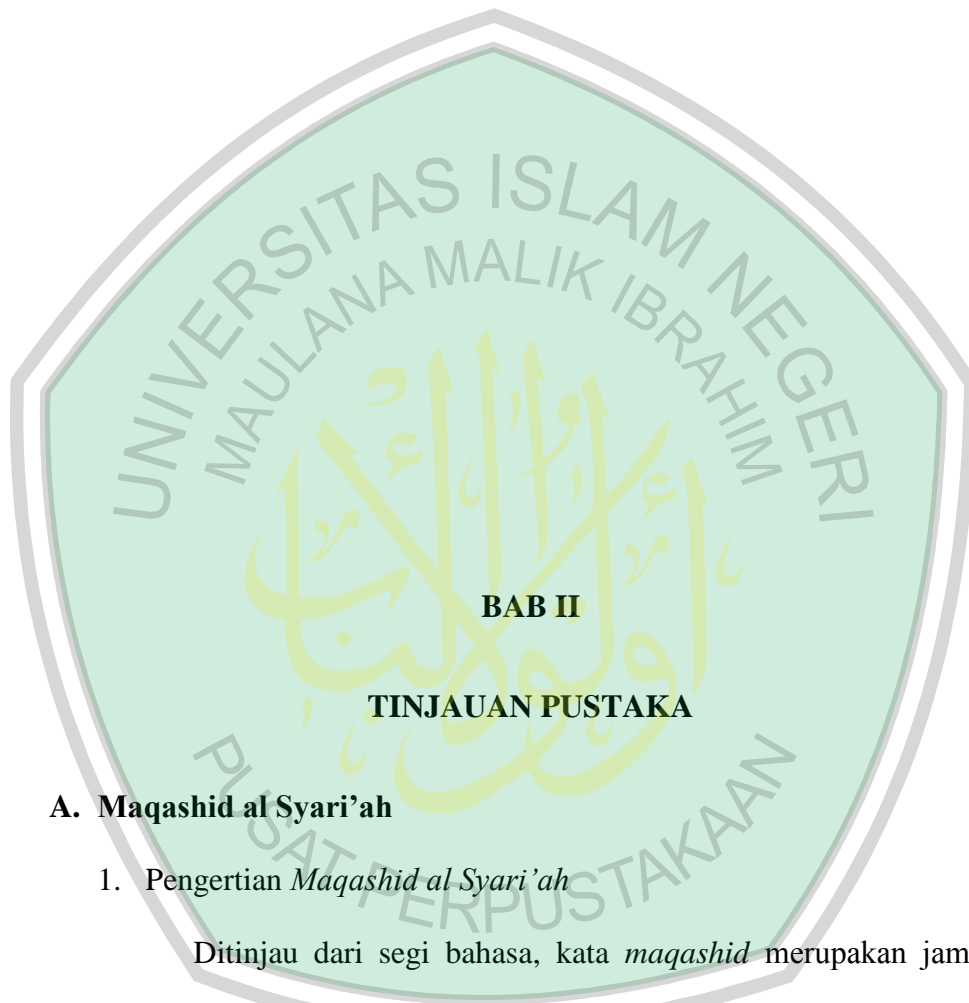 UNIVERSITAS ISLAM NEGERI
MAULANA MALIK IBRAHIM
BAB II
TINJAUAN PUSTAKA
A. Maqashid al Syari’ah
1. Pengertian Maqashid al Syari’ah
Ditinjau dari segi bahasa, kata maqashid merupakan jam
PUSAT PERPUSTAKAAN